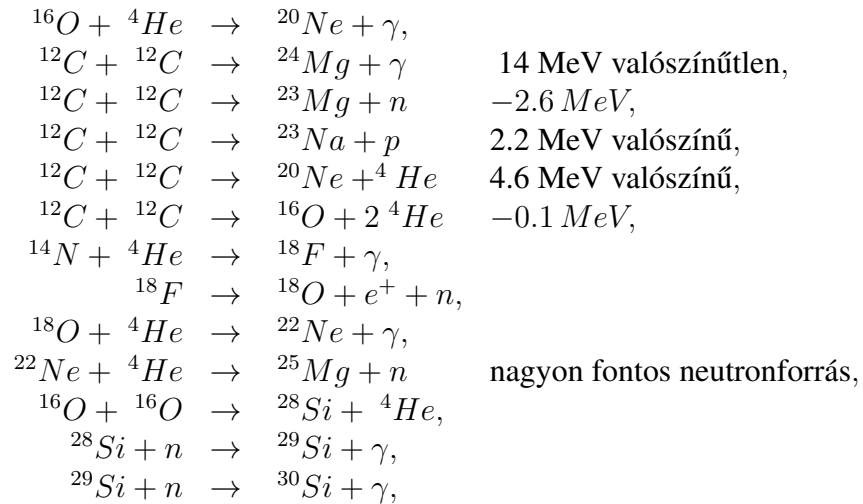 ¹⁶O + ⁴He → ²⁰Ne + γ,
¹²C + ¹²C → ²⁴Mg + γ 14 MeV valószínűtlen,
¹²C + ¹²C → ²³Mg + n −2.6 MeV,
¹²C + ¹²C → ²³Na + p 2.2 MeV valószínű,
¹²C + ¹²C → ²⁰Ne +⁴ He 4.6 MeV valószínű,
¹²C + ¹²C → ¹⁶O + 2 ⁴He −0.1 MeV,
¹⁴N + ⁴He → ¹⁸F + γ,
¹⁸F → ¹⁸O + e⁺ + n,
¹⁸O + ⁴He → ²²Ne + γ,
²²Ne + ⁴He → ²⁵Mg + n nagyon fontos neutronforrás,
¹⁶O + ¹⁶O → ²⁸Si + ⁴He,
²⁸Si + n → ²⁹Si + γ,
²⁹Si + n → ³⁰Si + γ,